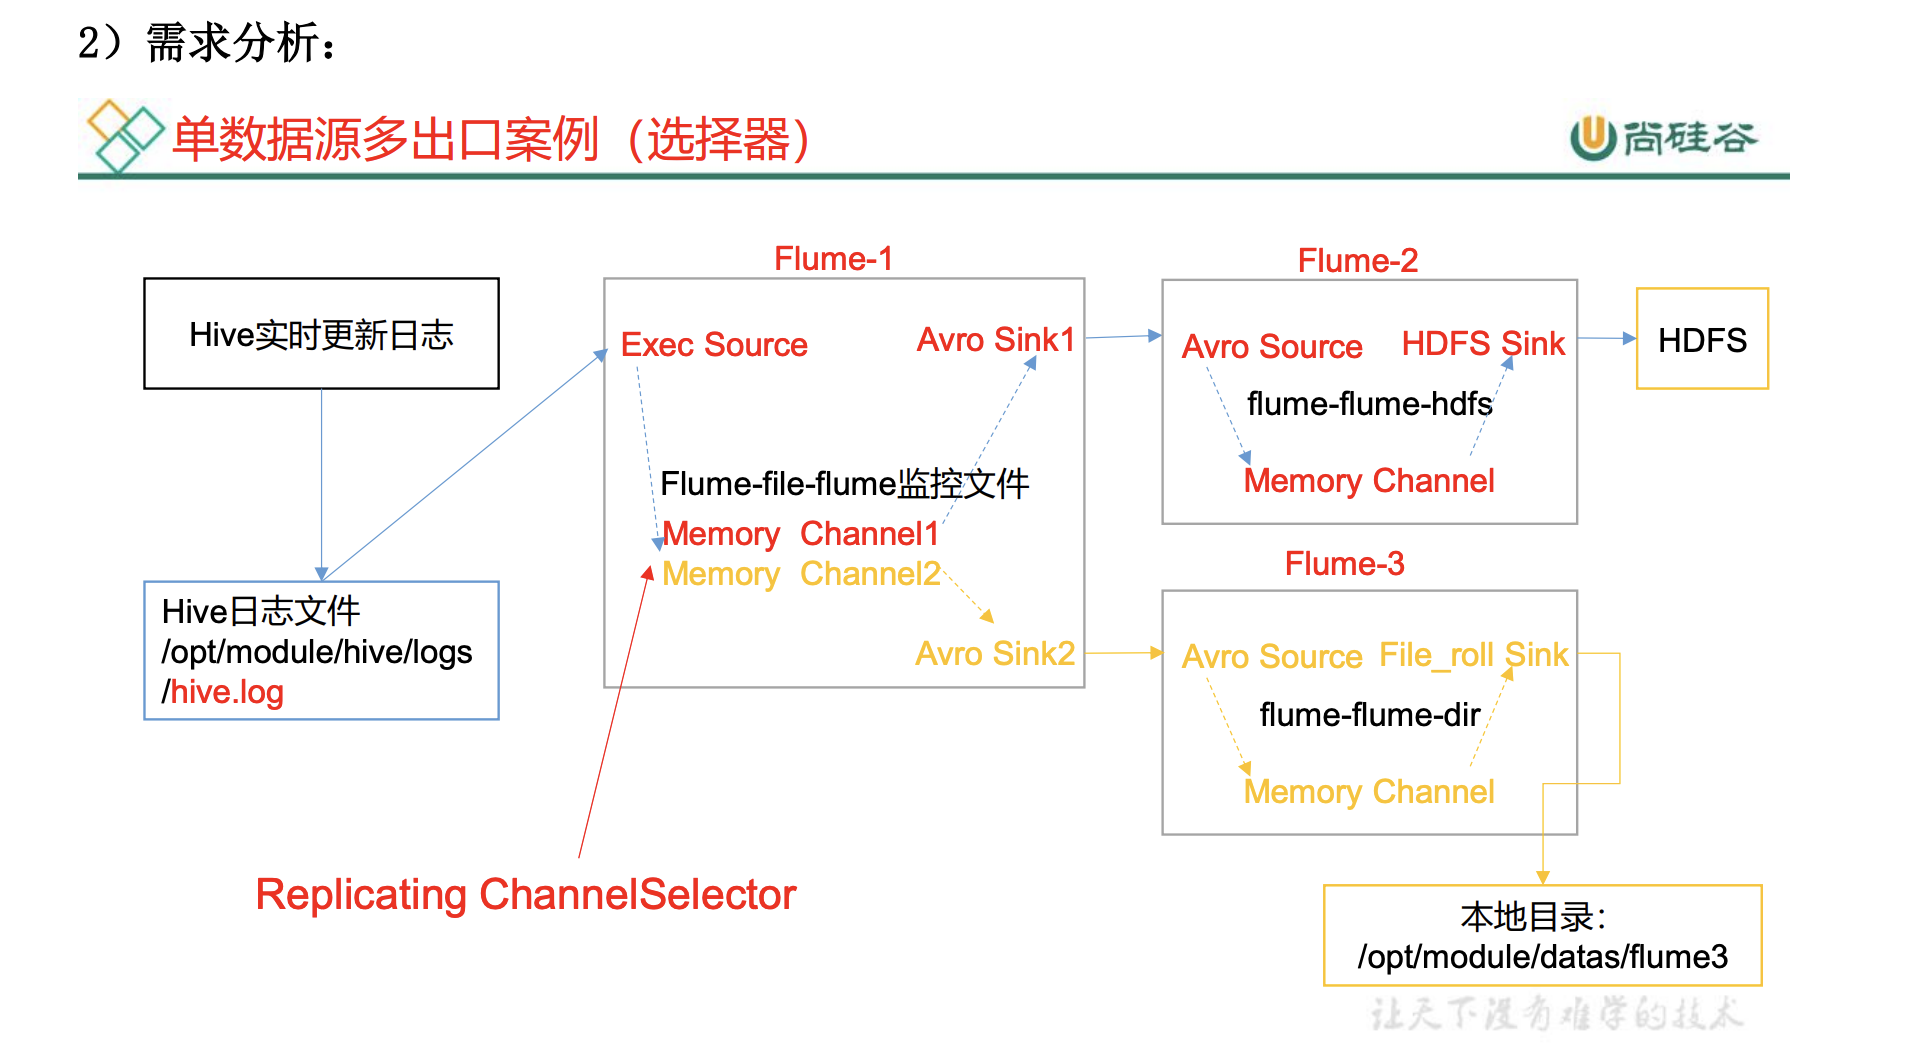 2）需求分析：
单数据源多出口案例（选择器）
尚硅谷
Hive实时更新日志
Hive日志文件
/opt/module/hive/logs
/hive.log
Flume-1
Exec Source
Avro Sink1
Flume-file-flume监控文件
Memory Channel1
Memory Channel2
Avro Sink2
Replicating ChannelSelector
Flume-2
Avro Source
HDFS Sink
flume-flume-hdfs
Memory Channel
HDFS
Flume-3
Avro Source
File_roll Sink
flume-flume-dir
Memory Channel
本地目录：
/opt/module/datas/flume3
让天下没有难学的技术